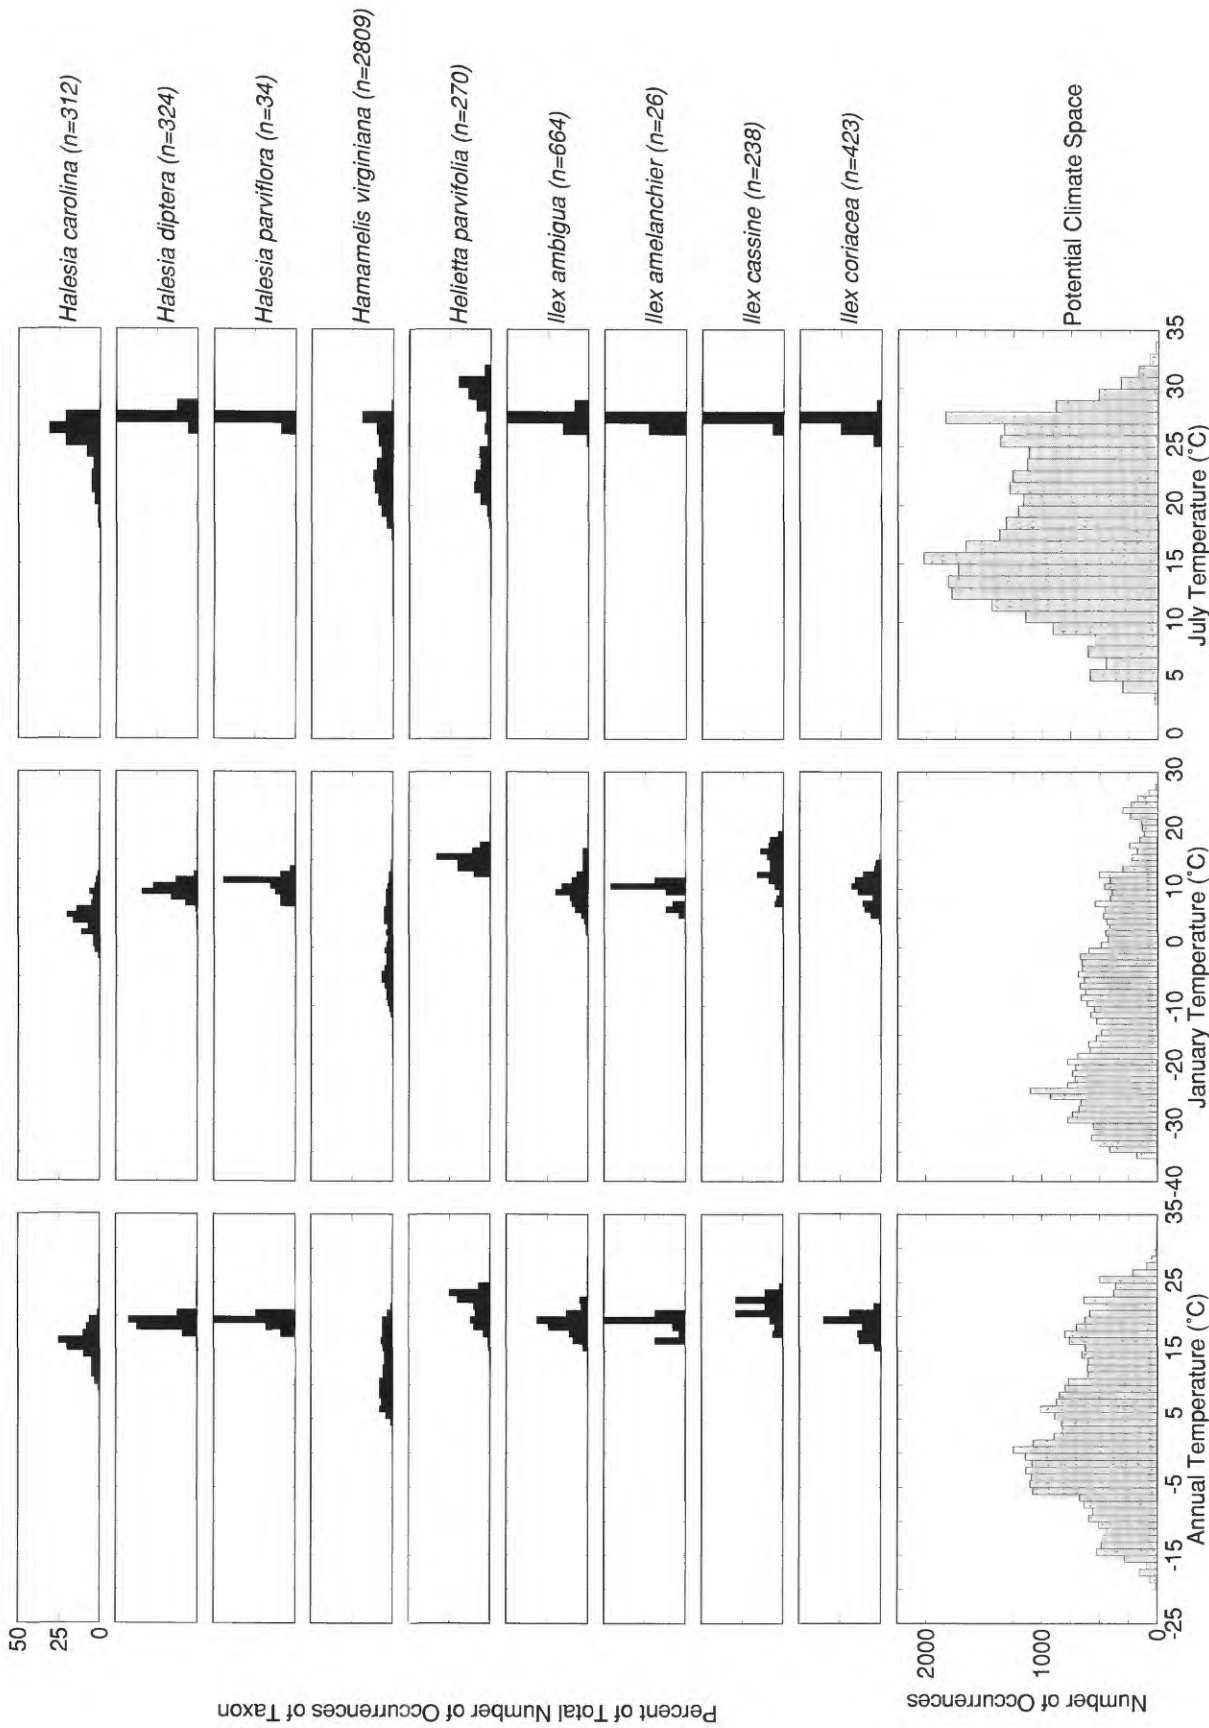 Percent of Total Number of Occurrences of Taxon
50
25
0
Halesia carolina (n=312)
Halesia diptera (n=324)
Halesia parviflora (n=34)
Hamamelis virginiana (n=2809)
Helietta parvifolia (n=270)
Ilex ambigua (n=664)
Ilex amelanchier (n=26)
Ilex cassine (n=238)
Ilex coriacea (n=423)
Potential Climate Space
Number of Occurrences
2000
1000
0
-25 -15 -5 5 15 25 35
Annual Temperature (°C)
-40 -30 -20 -10 0 10 20 30
January Temperature (°C)
0 5 10 15 20 25 30 35
July Temperature (°C)